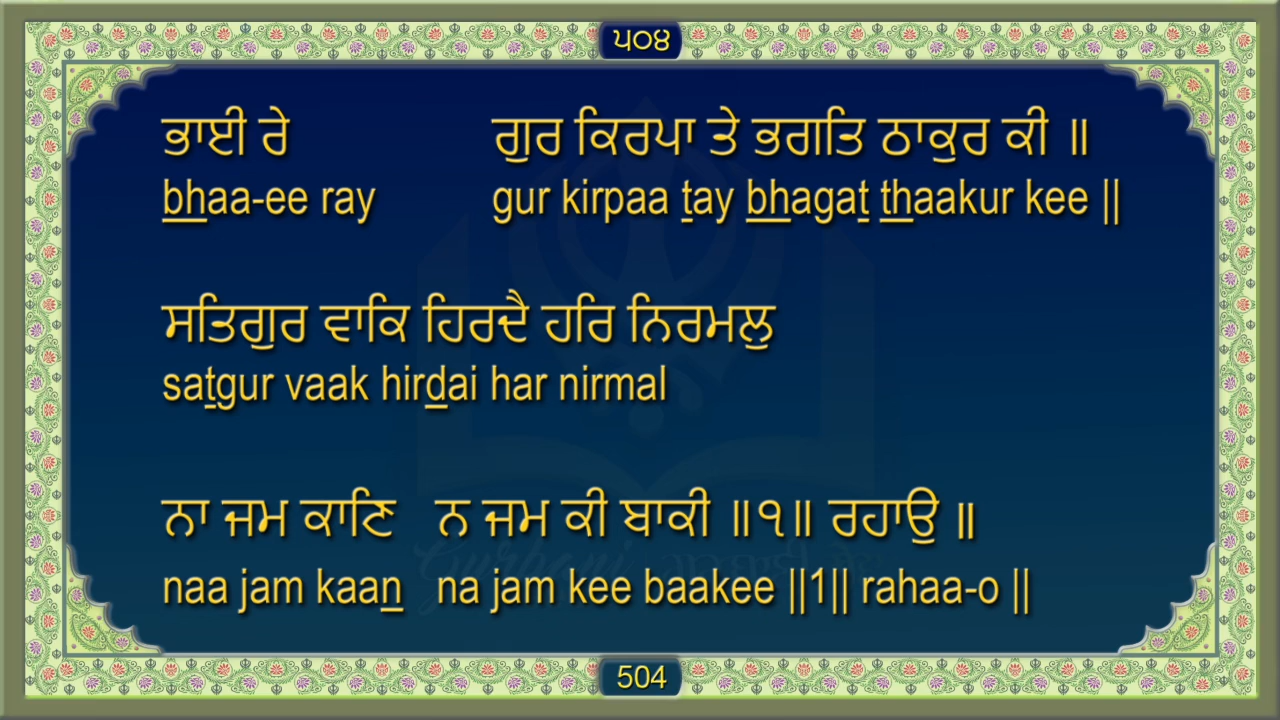 ੫੦੪
ਭਾਈ ਰੇ ਗੁਰ ਕਿਰਪਾ ਤੇ ਭਗਤਿ ਠਾਕੁਰ ਕੀ ॥
bhaa-ee ray gur kirpaa tay bhagat thaakur kee ||
ਸਤਿਗੁਰ ਵਾਕਿ ਹਿਰਦੈ ਹਰਿ ਨਿਰਮਲੁ
satgur vaak hirdai har nirmal
ਨਾ ਜਮ ਕਾਣਿ ਨ ਜਮ ਕੀ ਬਾਕੀ ॥੧॥ ਰਹਾਉ ॥
naa jam kaan na jam kee baakee ||1|| rahaa-o ||
504